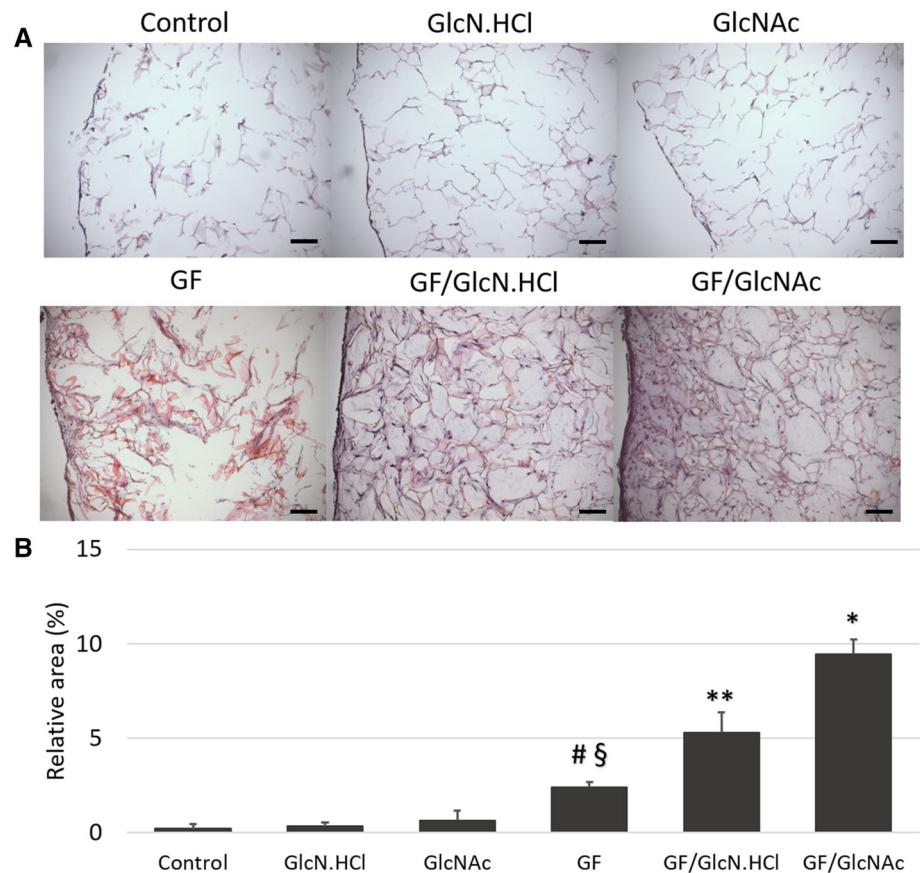 A
Control GlcN.HCl GlcNAc
GF GF/GlcN.HCl GF/GlcNAc
B
15
10
5
0
Relative area (%)
# §
**
*
Control GlcN.HCl GlcNAc GF GF/GlcN.HCl GF/GlcNAc